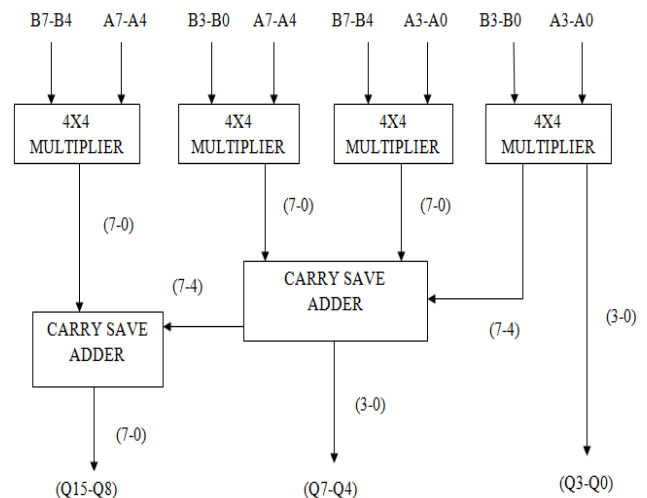 B7-B4 A7-A4 B3-B0 A7-A4 B7-B4 A3-A0 B3-B0 A3-A0
4X4
MULTIPLIER
4X4
MULTIPLIER
4X4
MULTIPLIER
4X4
MULTIPLIER
(7-0)
(7-0)
(7-0)
CARRY SAVE
ADDER
(7-4)
(7-4)
(3-0)
CARRY SAVE
ADDER
(7-0)
(3-0)
(Q15-Q8)
(Q7-Q4)
(Q3-Q0)